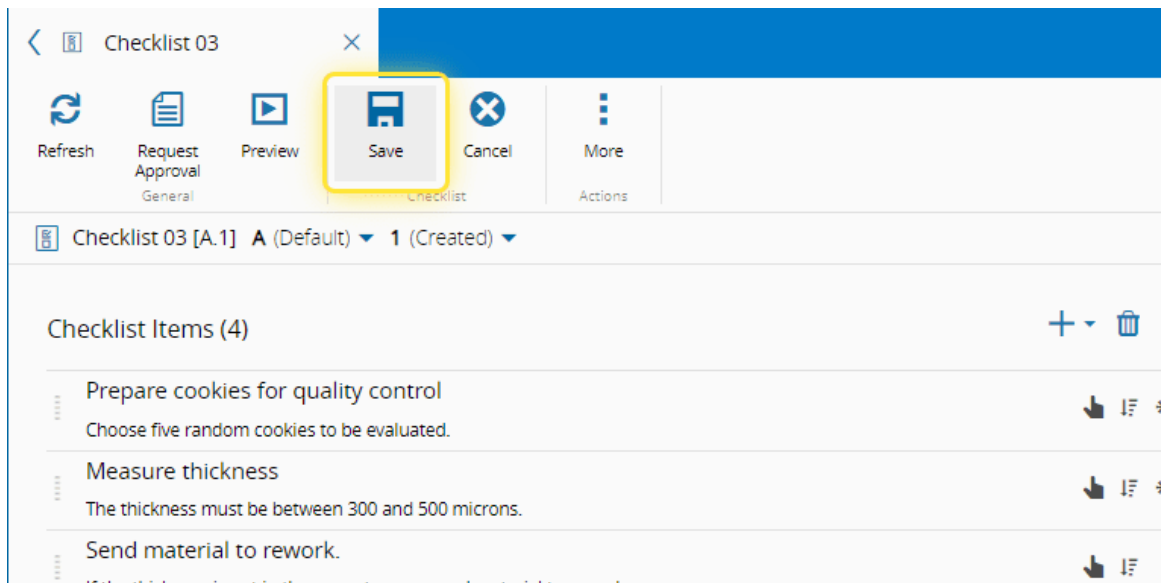 Checklist 03
Refresh
Request
Approval
Preview
Save
Cancel
More
General
Checklist
Actions
Checklist 03 [A.1] A (Default) 1 (Created)
Checklist Items (4)
Prepare cookies for quality control
Choose five random cookies to be evaluated.
Measure thickness
The thickness must be between 300 and 500 microns.
Send material to rework.